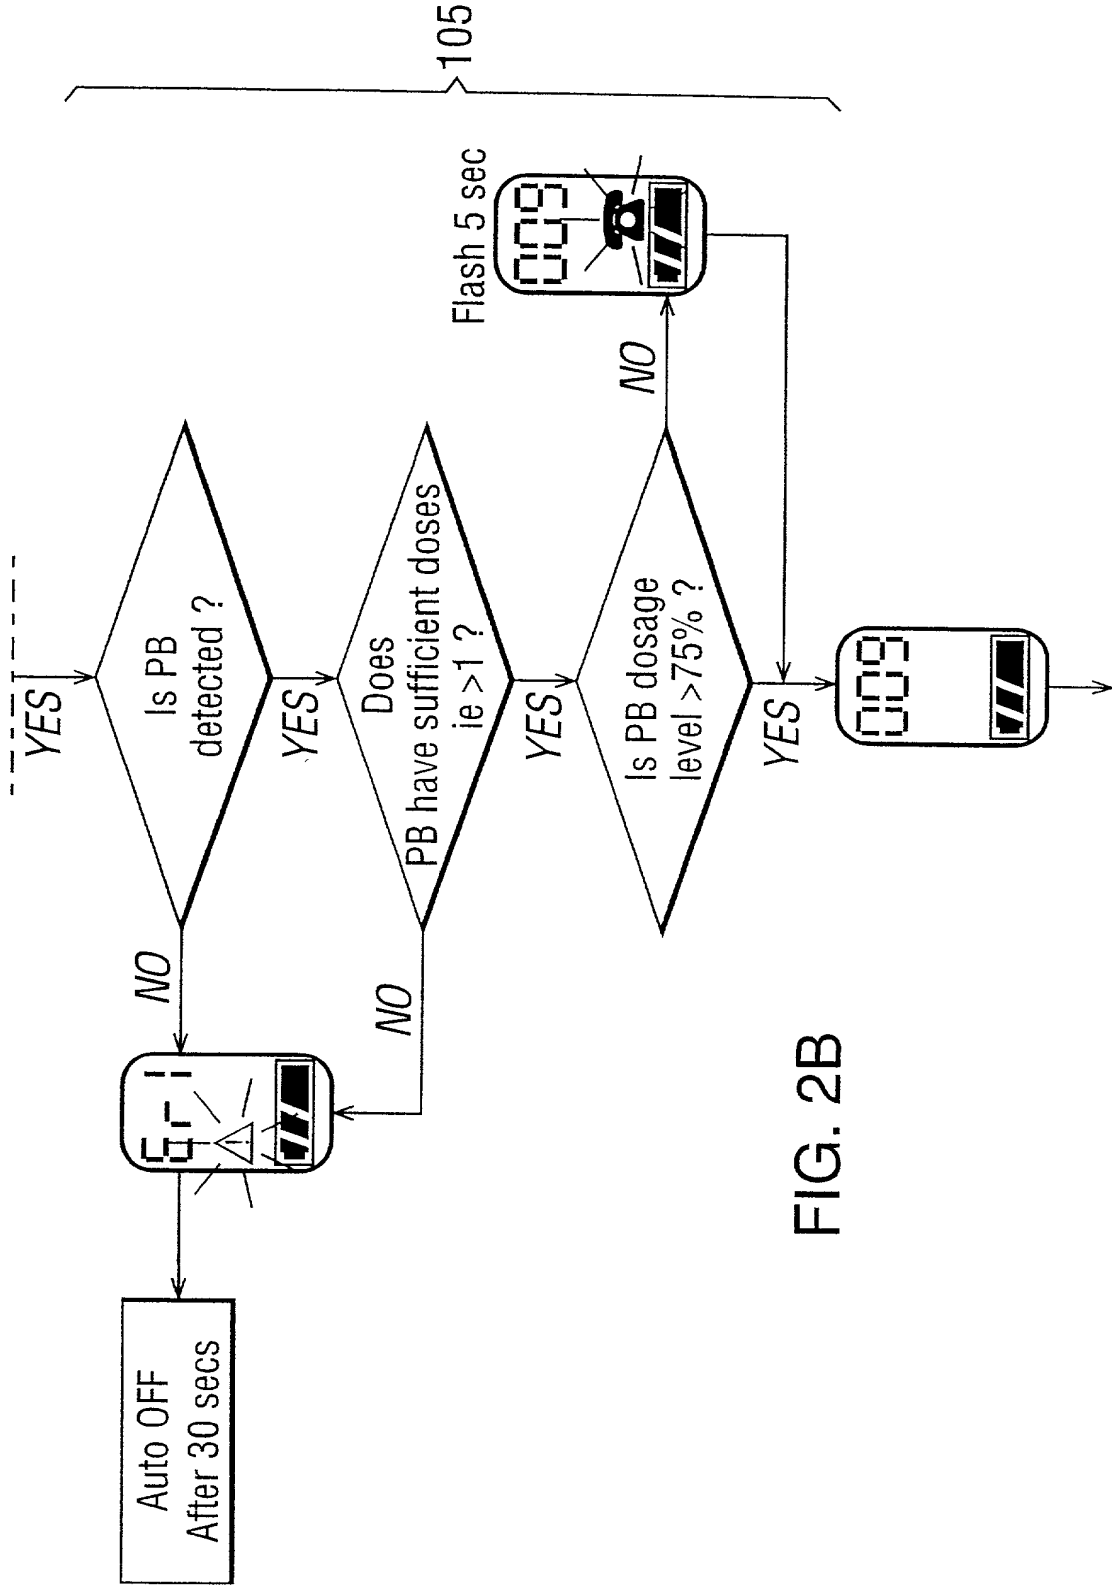 105
YES
Is PB
detected ?
NO
Er 1
Auto OFF
After 30 secs
YES
Does
PB have sufficient doses
ie >1 ?
NO
YES
Is PB dosage
level >75% ?
NO
Flash 5 sec
009
YES
009
FIG. 2B